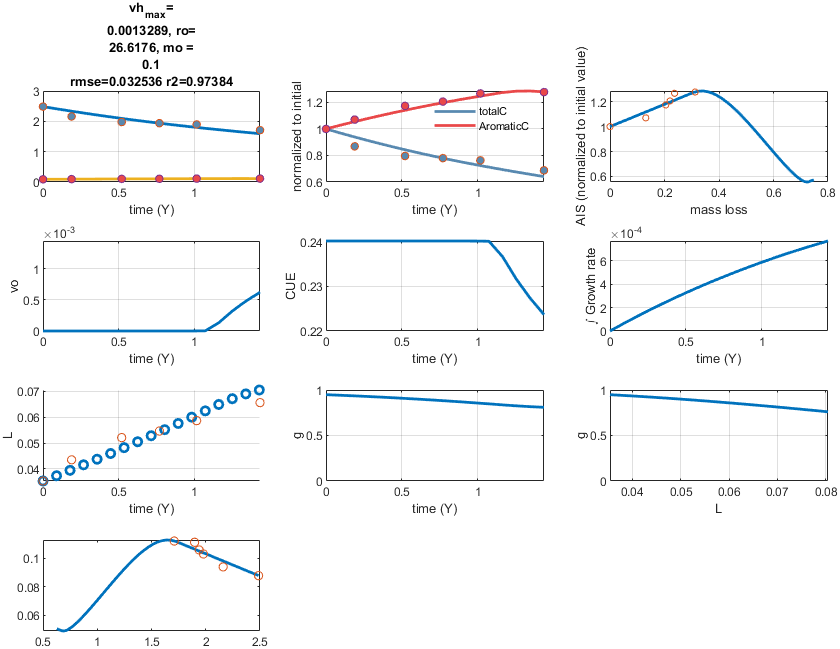 vh_max=
0.0013289, ro=
26.6176, mo =
0.1
rmse=0.032536 r2=0.97384
3
2
1
0
0 0.5 1
time (Y)
normalized to initial
1.2
1
0.8
0.6
totalC
AromaticC
0 0.5 1
time (Y)
AIS (normalized to initial value)
1.2
1
0.8
0.6
0 0.2 0.4 0.6 0.8
mass loss
×10^-3
vo
1
0.5
0
0 0.5 1
time (Y)
CUE
0.24
0.23
0.22
0 0.5 1
time (Y)
×10^-4
∫ Growth rate
6
4
2
0
0 0.5 1
time (Y)
L
0.07
0.06
0.05
0.04
0 0.5 1
time (Y)
g
1
0.5
0
0 0.5 1
time (Y)
g
1
0.5
0
0.04 0.05 0.06 0.07 0.08
L
0.1
0.08
0.06
0.5 1 1.5 2 2.5